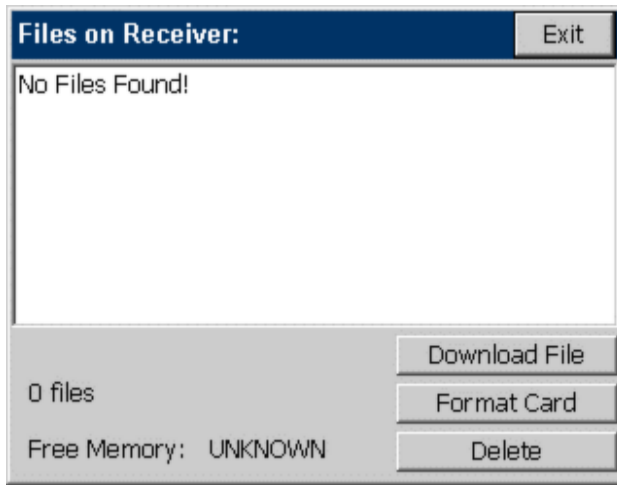 Files on Receiver:
Exit
No Files Found!
Download File
0 files
Format Card
Free Memory: UNKNOWN
Delete